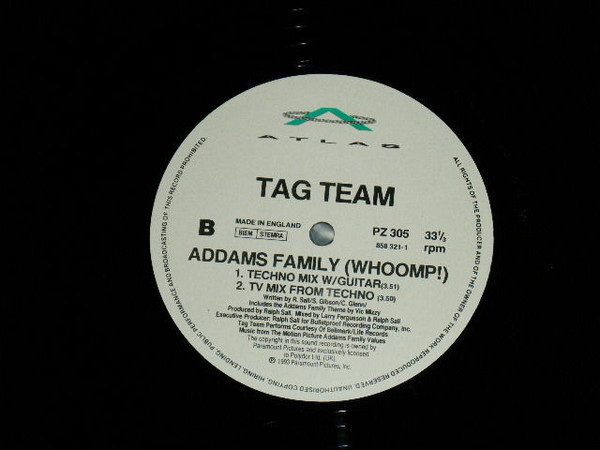 ATLAS
TAG TEAM
B
MADE IN ENGLAND
BIEM STEMRA
PZ 305
858 321-1
33 1/3
rpm
ADDAMS FAMILY (WHOOMP!)
1. TECHNO MIX W/GUITAR (3.51)
2. TV MIX FROM TECHNO (3.50)
Written by R. Sall/S. Gibson/C. Glenn/
Includes the Addams Family Theme by Vic Mizzy
Produced by Ralph Sall. Mixed by Larry Fergusson & Ralph Sall
Executive Producer: Ralph Sall for Bulletproof Recording Company, Inc.
Tag Team Performs Courtesy Of Bellmark/Life Records
Music from The Motion Picture Addams Family Values
The copyright in this sound recording is owned by
Paramount Pictures and exclusively licensed
to Polydor Ltd. (UK)
℗ 1993 Paramount Pictures, Inc.
ALL RIGHTS OF THE PRODUCER AND OF THE OWNER OF THE WORK REPRODUCED RESERVED. UNAUTHORISED COPYING, HIRING, LENDING, PUBLIC PERFORMANCE AND BROADCASTING OF THIS RECORD PROHIBITED.